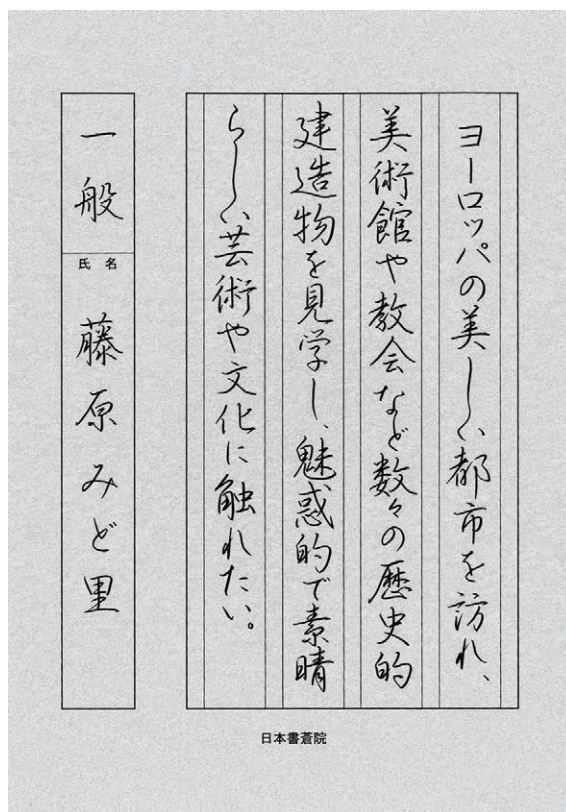 ヨーロッパの美しい都市を訪れ、
美術館や教会など数々の歴史的
建造物を見学し、魅惑的で素晴
らしい芸術や文化に触れたい。
一般
氏名
藤原みど里
日本書蒼院